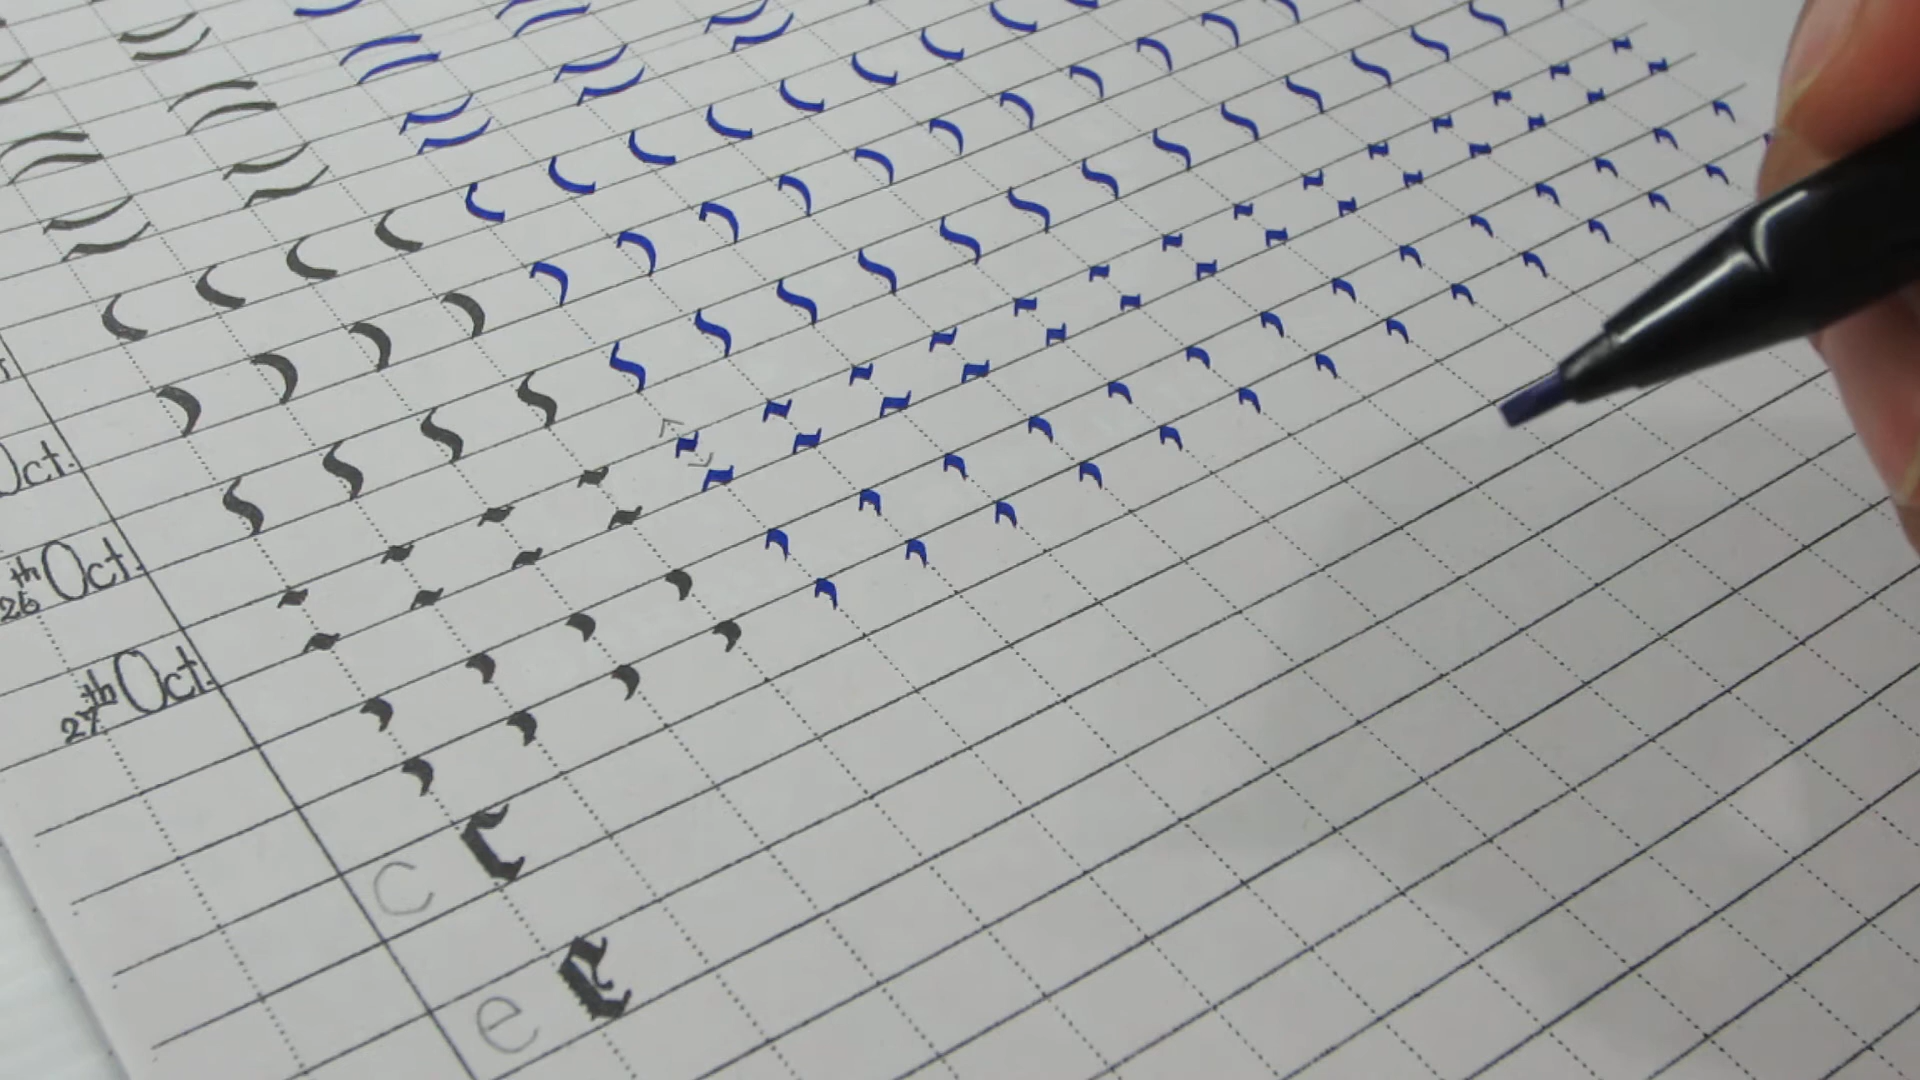 Oct.
26th Oct.
27th Oct.
c c
e e